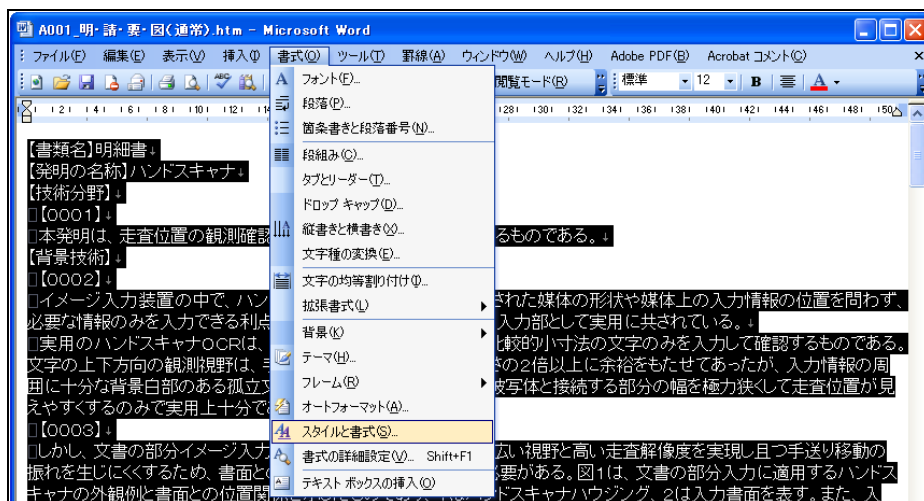 A001_明・請・要・図(通常).htm - Microsoft Word
ファイル(F) 編集(E) 表示(V) 挿入(I) 書式(O) ツール(T) 罫線(A) ウィンドウ(W) ヘルプ(H) Adobe PDF(B) Acrobat コメント(C)
閲覧モード(R) 標準 12 B A
フォント(F)...
段落(P)...
箇条書きと段落番号(N)...
段組み(C)...
タブとリーダー(T)...
ドロップ キャップ(D)...
縦書きと横書き(X)...
文字種の変換(E)...
文字の均等割り付け(I)...
拡張書式(L)
背景(K)
テーマ(H)...
フレーム(R)
オートフォーマット(A)...
スタイルと書式(S)...
書式の詳細設定(V)... Shift+F1
テキスト ボックスの挿入(O)
【書類名】明細書↓
【発明の名称】ハンドスキャナ↓
【技術分野】↓
【0001】↓
本発明は、走査位置の観測確認 るものである。↓
【背景技術】↓
【0002】↓
イメージ入力装置の中で、ハン された媒体の形状や媒体上の入力情報の位置を問わず、
必要な情報のみを入力できる利点 入力部として実用に共されている。↓
実用のハンドスキャナOCRは、 比較的小寸法の文字のみを入力して確認するものである。
文字の上下方向の観測視野は、 の2倍以上に余裕をもたせてあったが、入力情報の周
囲に十分な背景白部のある孤立文 被写体と接続する部分の幅を極力狭くして走査位置が見
えやすくするのみで実用上十分で
【0003】↓
しかし、文書の部分イメージ入力 広い視野と高い走査解像度を実現し且つ手送り移動の
振れを生じにくくするため、書面と 要がある。図1は、文書の部分入力に適用するハンドス
キャナの外観例と書面との位置関 ドスキャナハウジング、2は入力書面を表す。また、入